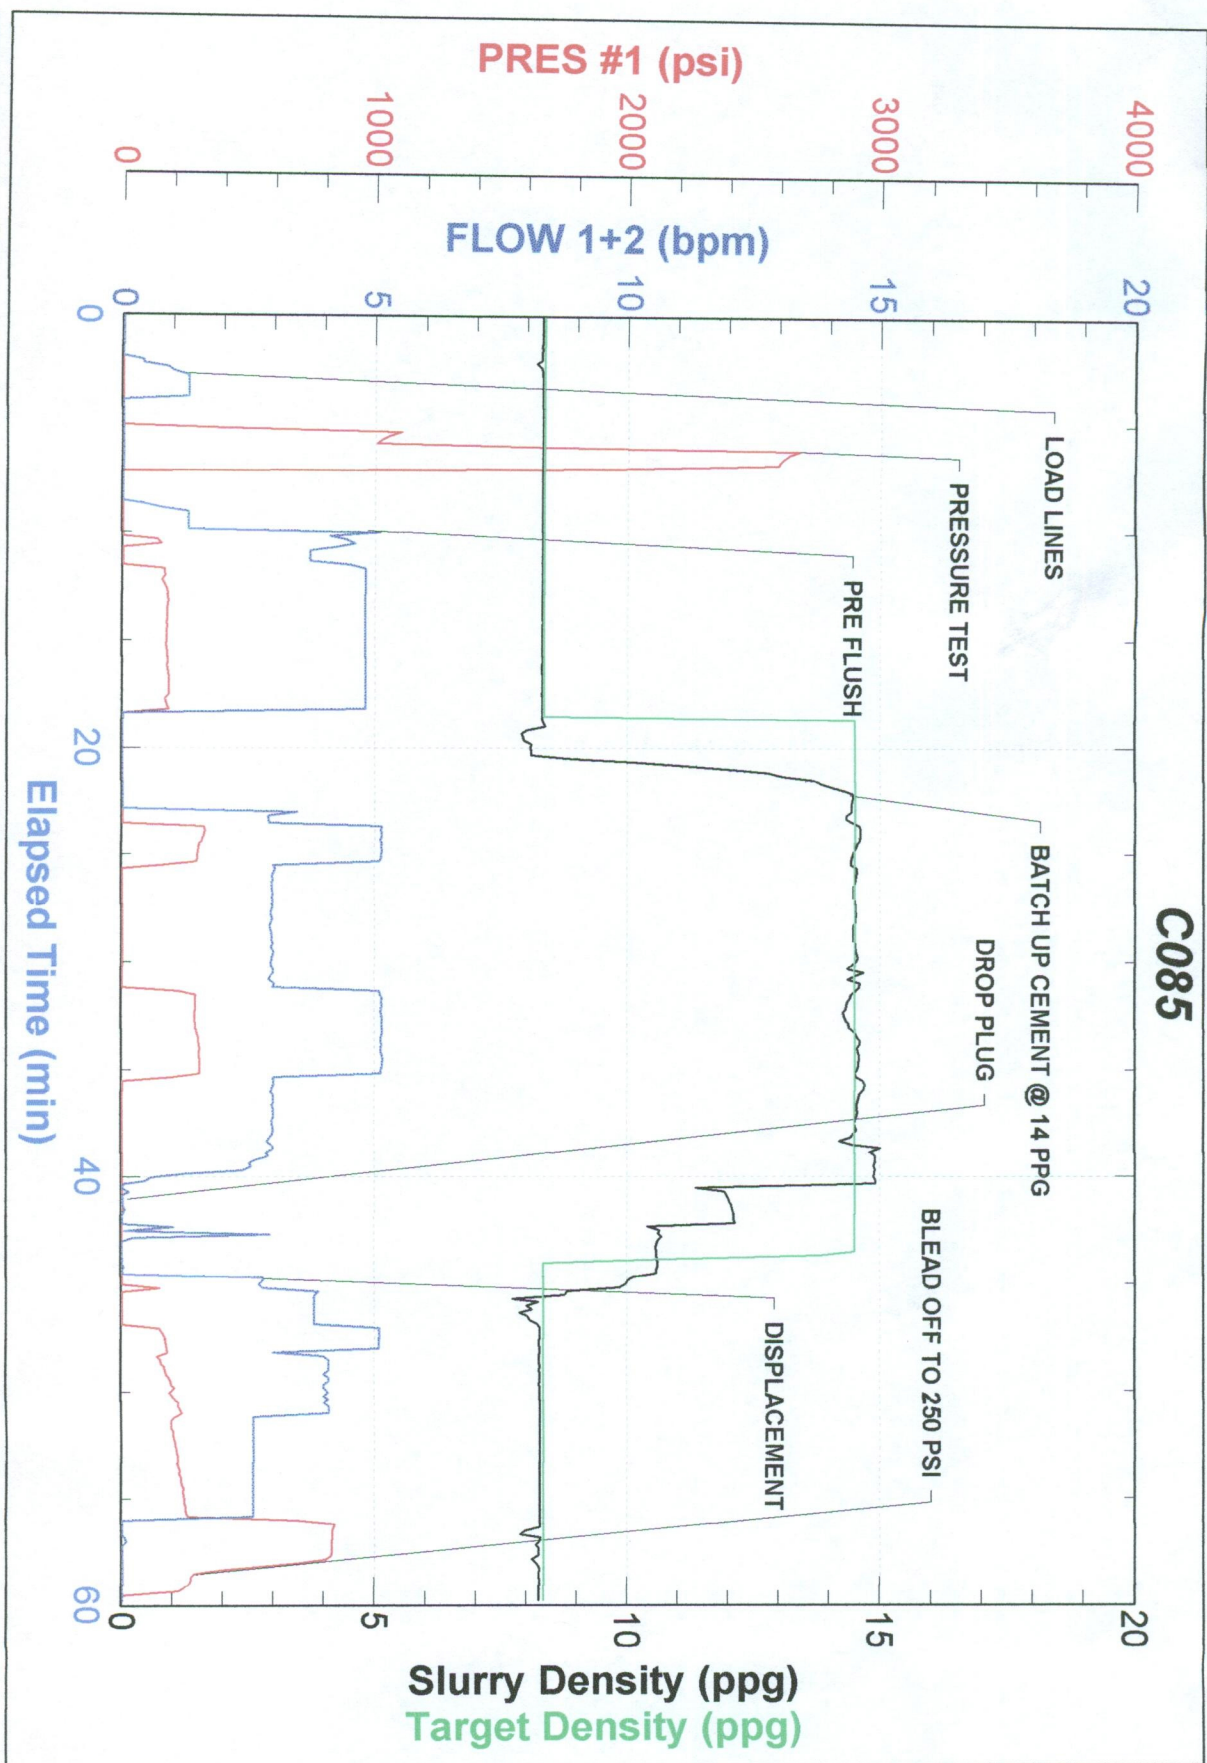 C085
PRES #1 (psi)
4000
3000
2000
1000
0
FLOW 1+2 (bpm)
20
15
10
5
0
LOAD LINES
PRESSURE TEST
PRE FLUSH
BATCH UP CEMENT @ 14 PPG
DROP PLUG
BLEAD OFF TO 250 PSI
DISPLACEMENT
20
15
10
5
0
Slurry Density (ppg)
Target Density (ppg)
0
20
40
60
Elapsed Time (min)